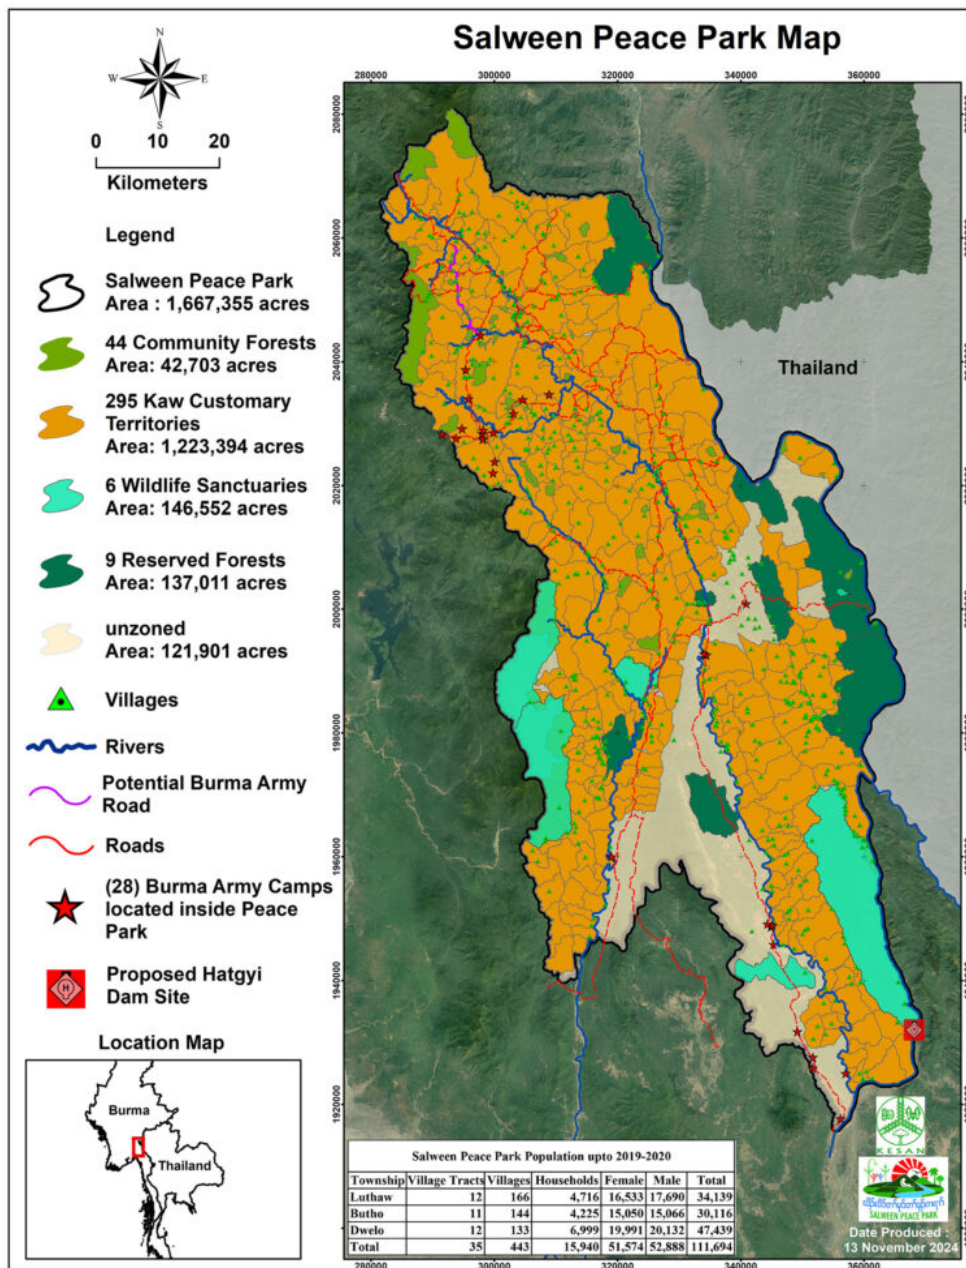 Salween Peace Park Map
N
W
E
S
0
10
20
Kilometers
Legend
Salween Peace Park
Area : 1,667,355 acres
44 Community Forests
Area: 42,703 acres
295 Kaw Customary
Territories
Area: 1,223,394 acres
6 Wildlife Sanctuaries
Area: 146,552 acres
9 Reserved Forests
Area: 137,011 acres
unzoned
Area: 121,901 acres
Villages
Rivers
Potential Burma Army
Road
Roads
(28) Burma Army Camps
located inside Peace
Park
H
Proposed Hatgyi
Dam Site
Location Map
Burma
Thailand
280000 300000 320000 340000 360000
2080000
2060000
2040000
2020000
2000000
1980000
1960000
1940000
1920000
Thailand
Salween Peace Park Population upto 2019-2020
Township Village Tracts Villages Households Female Male Total
Luthaw 12 166 4,716 16,533 17,690 34,139
Butho 11 144 4,225 15,050 15,066 30,116
Dwelo 12 133 6,999 19,991 20,132 47,439
Total 35 443 15,940 51,574 52,888 111,694
KESAN
SALWEEN PEACE PARK
Date Produced :
13 November 2024
280000 300000 320000 340000 360000